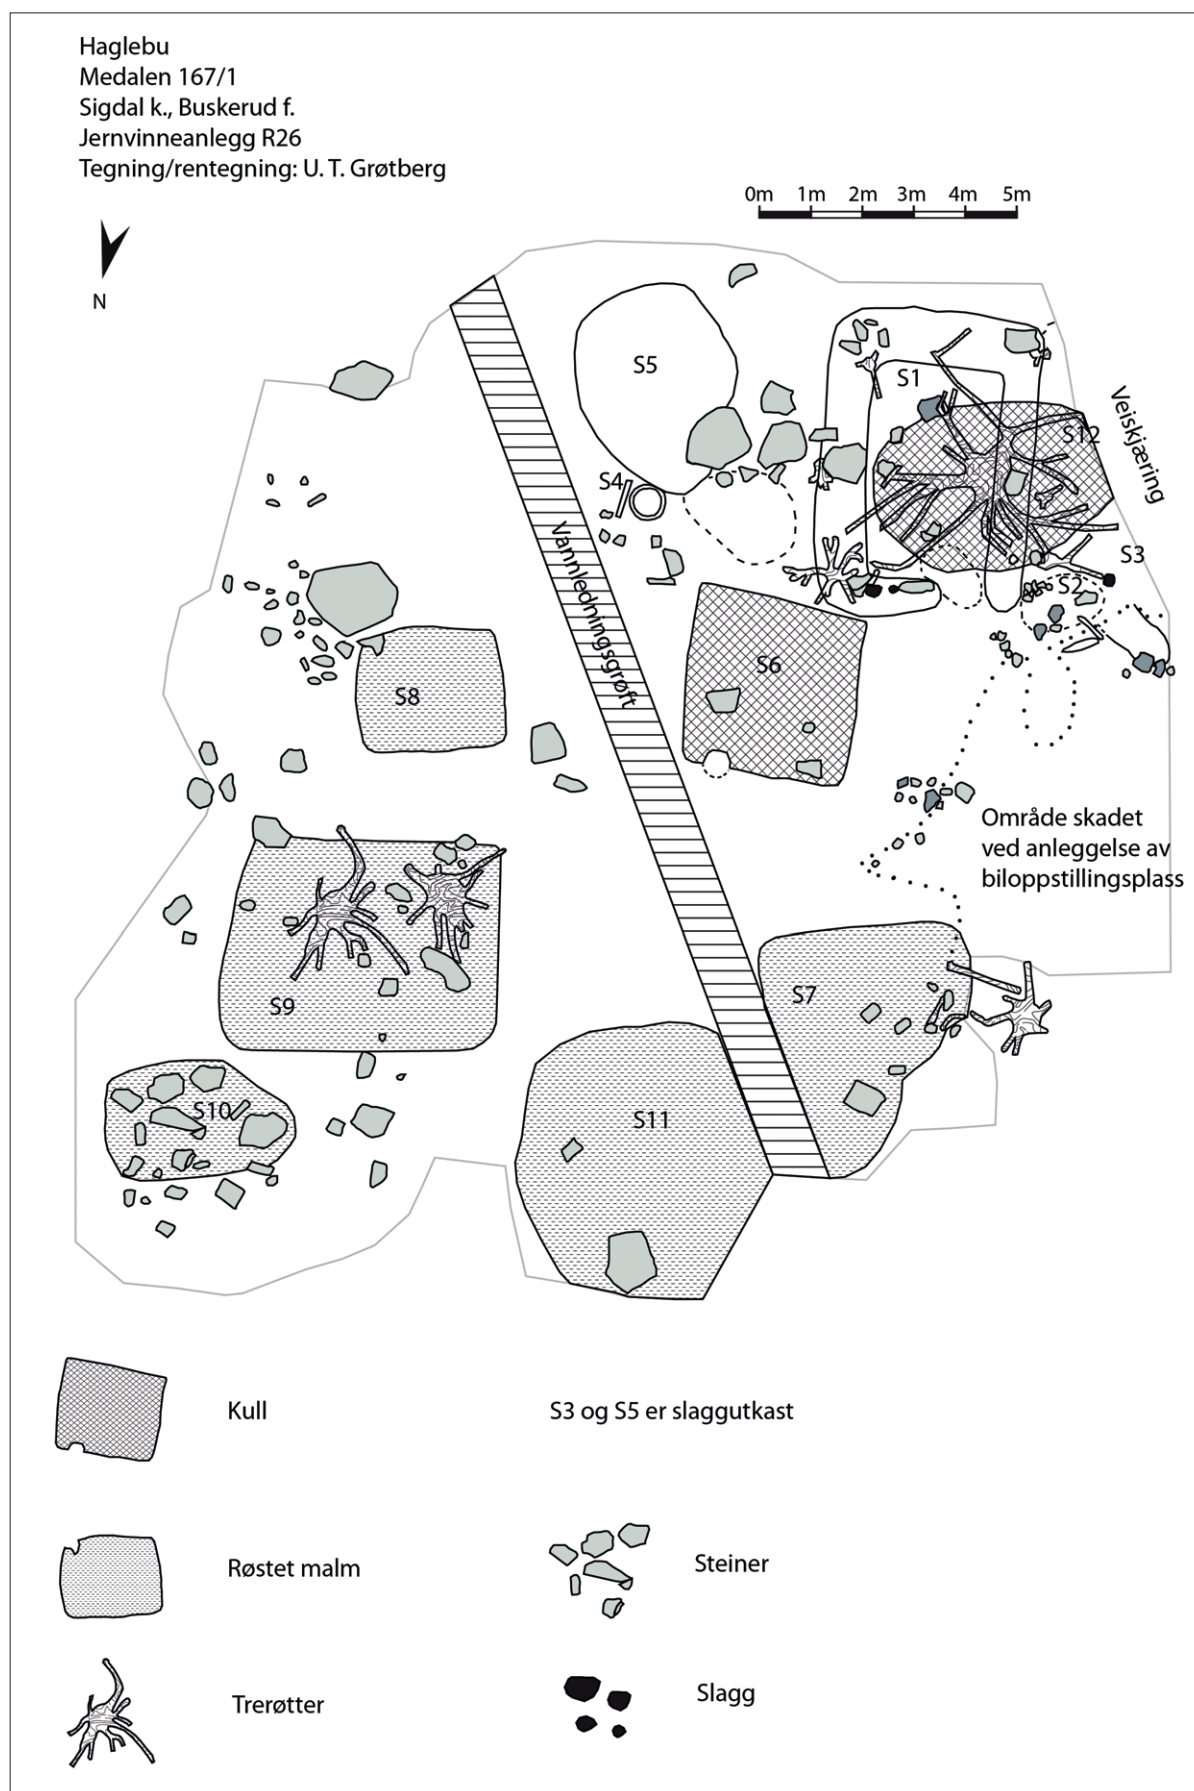 Haglebu
Medalen 167/1
Sigdal k., Buskerud f.
Jernvinneanlegg R26
Tegning/rentegning: U. T. Grøtberg
0m 1m 2m 3m 4m 5m
N
S5
S1
S12
Veiskjæring
S4
Vannledningsgrøft
S3
S2
S6
S8
Område skadet
ved anleggelse av
biloppstillingsplass
S9
S7
S10
S11
Kull
S3 og S5 er slaggutkast
Røstet malm
Steiner
Trerøtter
Slagg